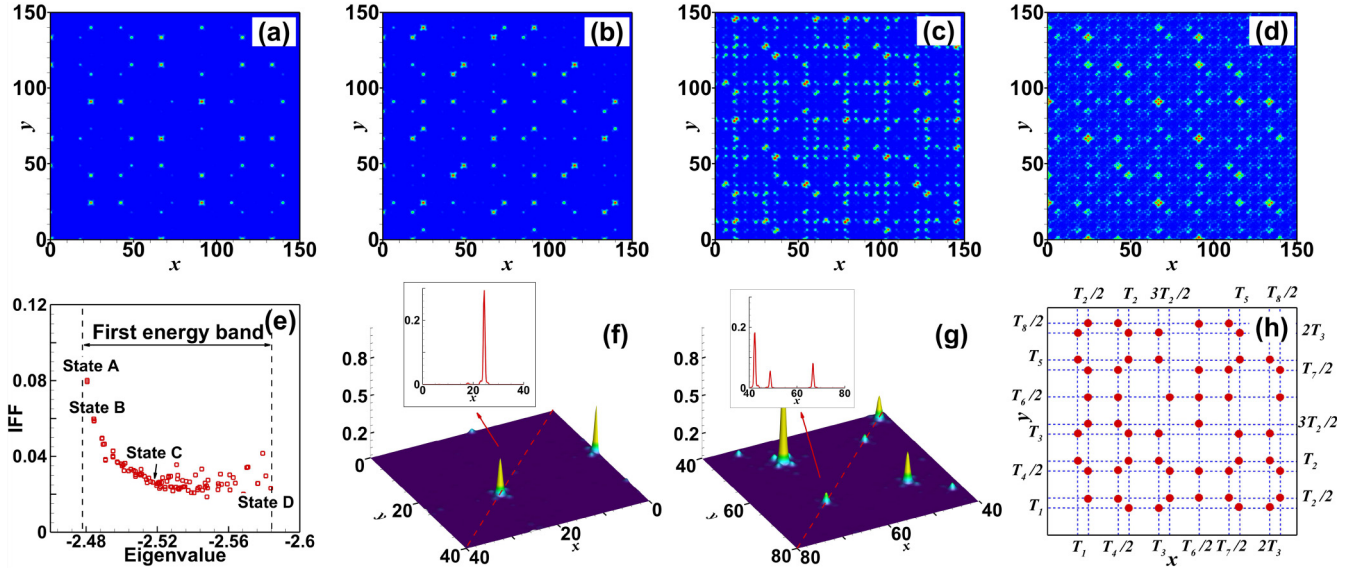 (a)
150
100
y
50
0
0
50
100
150
x
(b)
150
100
y
50
0
0
50
100
150
x
(c)
150
100
y
50
0
0
50
100
150
x
(d)
150
100
y
50
0
0
50
100
150
x
(e)
0.12
0.08
IFF
0.04
0
First energy band
State A
State B
State C
State D
-2.48
-2.52
-2.56
-2.6
Eigenvalue
(f)
0.2
0
0
20
40
x
0.8
0.5
0.2
0
20
40
40
20
0
x
(g)
0.2
0
40
60
80
x
0.8
0.5
0.2
40
60
80
80
60
40
x
(h)
T2/2 T2 3T2/2 T5 T8/2
T8/2
T5
T6/2
y
T3
T4/2
T1
2T3
T7/2
3T2/2
T2
T2/2
T1 T4/2 T3 T6/2 T7/2 2T3
x